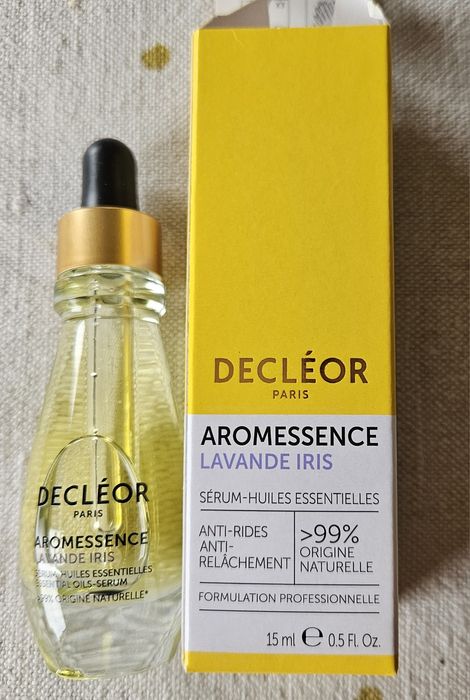 DECLÉOR
PARIS
AROMESSENCE
LAVANDE IRIS
SÉRUM-HUILES ESSENTIELLES
ESSENTIAL OILS-SERUM
>99% ORIGINE NATURELLE*
DECLÉOR
PARIS
AROMESSENCE
LAVANDE IRIS
SÉRUM-HUILES ESSENTIELLES
ANTI-RIDES
ANTI-
RELÂCHEMENT
>99%
ORIGINE
NATURELLE
FORMULATION PROFESSIONNELLE
15 ml ℮ 0.5 Fl. Oz.